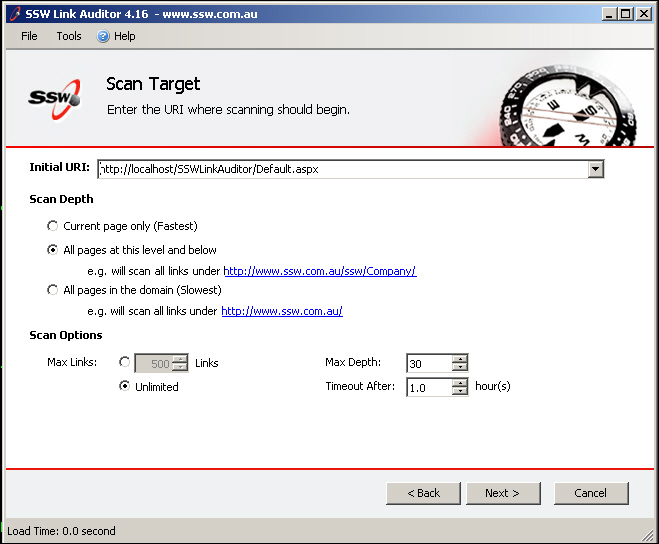 SSW Link Auditor 4.16 - www.ssw.com.au
File Tools Help
SSW
Scan Target
Enter the URI where scanning should begin.
Initial URI: http://localhost/SSWLinkAuditor/Default.aspx
Scan Depth
Current page only (Fastest)
All pages at this level and below
e.g. will scan all links under http://www.ssw.com.au/ssw/Company/
All pages in the domain (Slowest)
e.g. will scan all links under http://www.ssw.com.au/
Scan Options
Max Links: 500 Links Max Depth: 30
Unlimited Timeout After: 1.0 hour(s)
< Back Next > Cancel
Load Time: 0.0 second